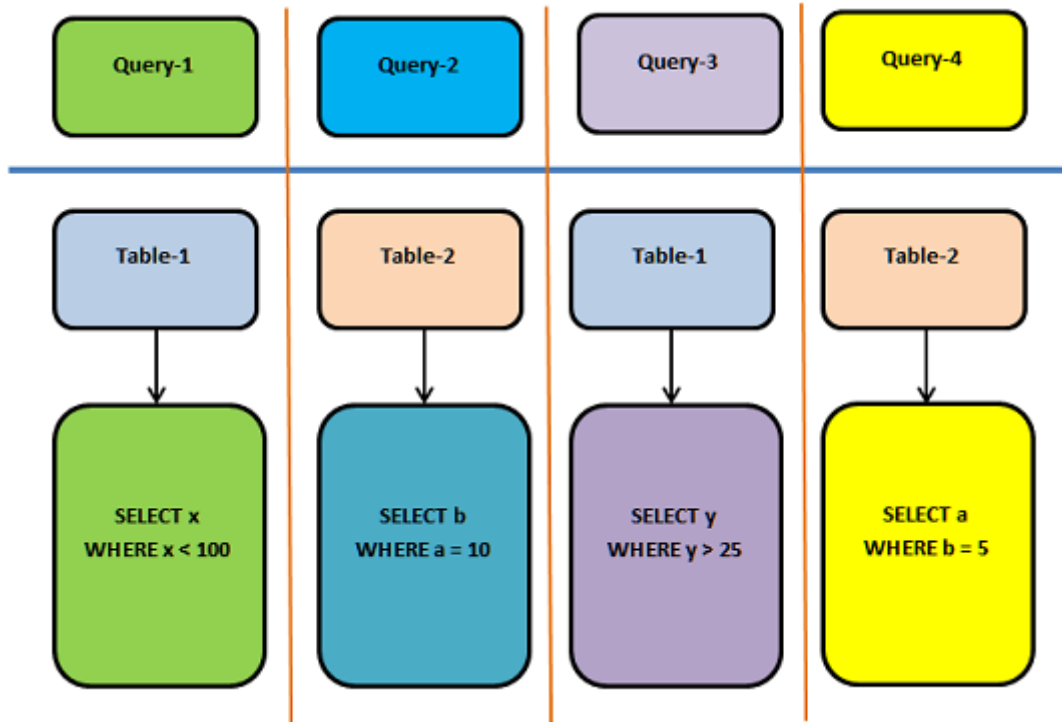 Query-1
Query-2
Query-3
Query-4
Table-1
Table-2
Table-1
Table-2
SELECT x
WHERE x < 100
SELECT b
WHERE a = 10
SELECT y
WHERE y > 25
SELECT a
WHERE b = 5